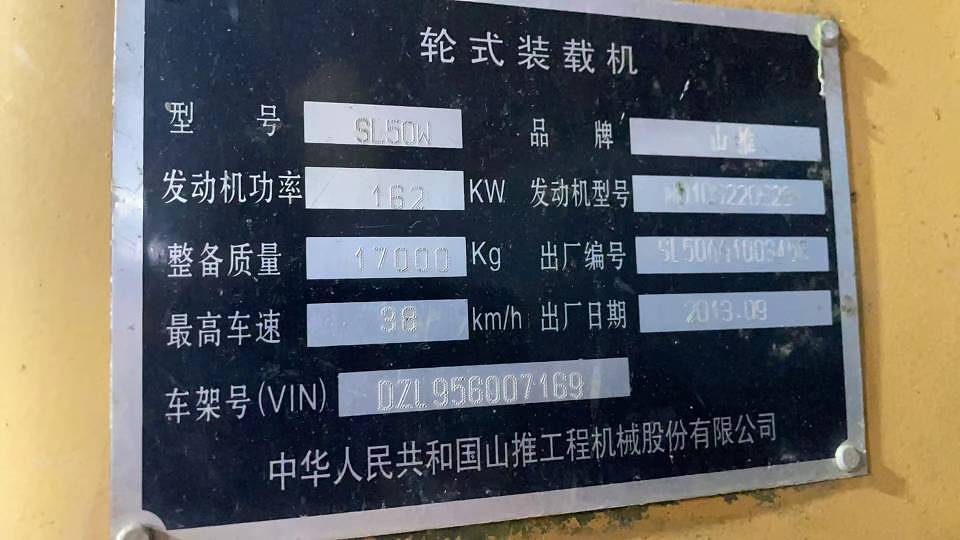 轮式装载机
型 号 SL50W 品 牌 山推
发动机功率 162 KW 发动机型号
整备质量 17000 Kg 出厂编号
最高车速 38 km/h 出厂日期 2013.09
车架号(VIN) DZL956007169
中华人民共和国山推工程机械股份有限公司